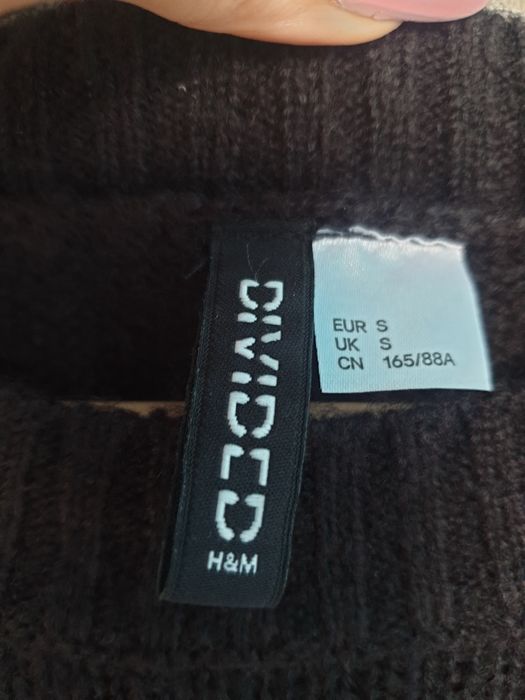 DIVIDED
H&M
EUR S
UK S
CN 165/88A